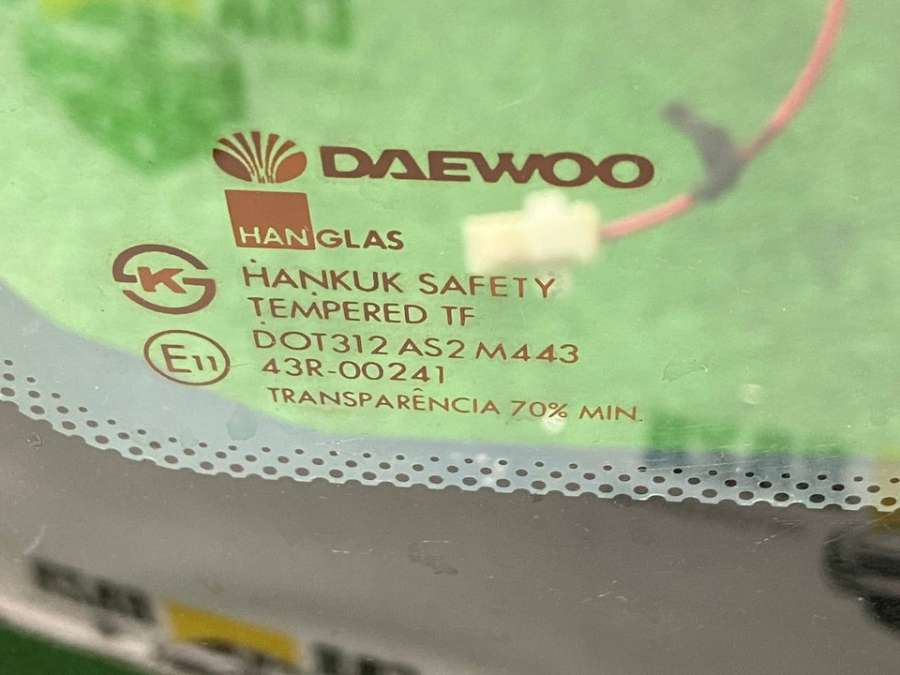 DAEWOO
HANGLAS
K
HANKUK SAFETY
TEMPERED TF
DOT312 AS2 M443
E11
43R-00241
TRANSPARÊNCIA 70% MIN.